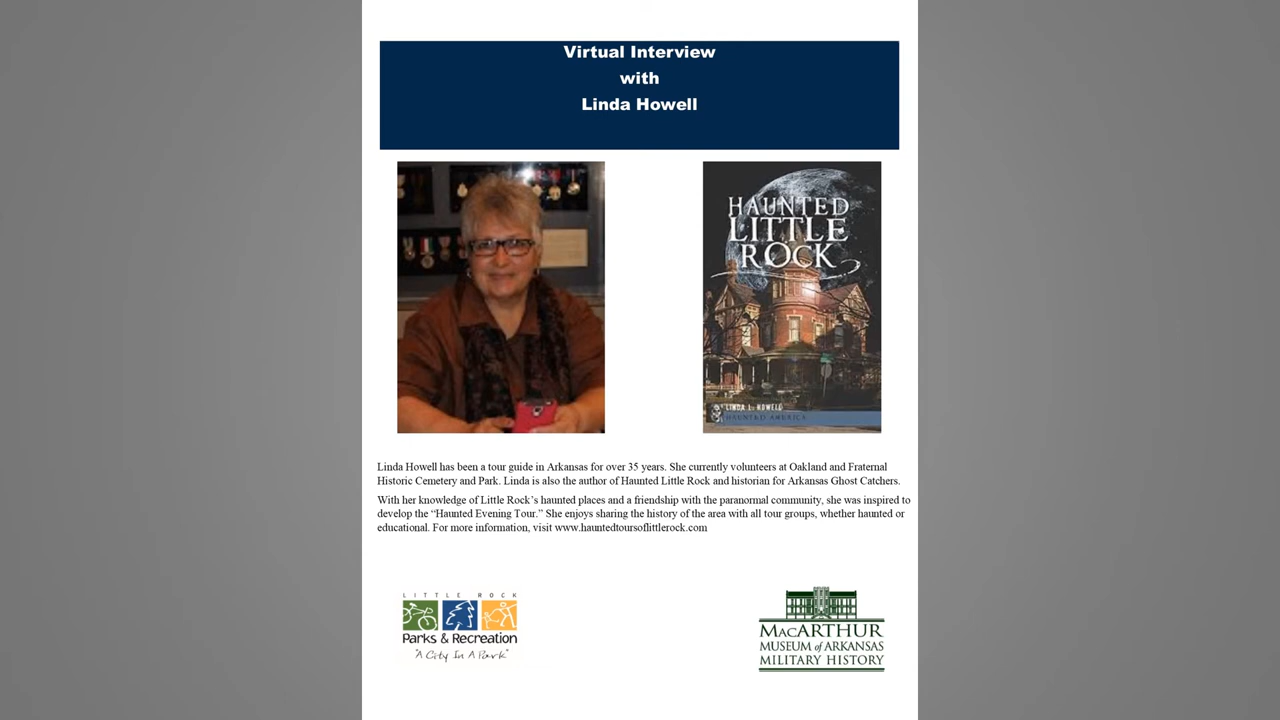 Virtual Interview
with
Linda Howell
HAUNTED
LITTLE
ROCK
LINDA L. HOWELL
HAUNTED AMERICA
Linda Howell has been a tour guide in Arkansas for over 35 years. She currently volunteers at Oakland and Fraternal
Historic Cemetery and Park. Linda is also the author of Haunted Little Rock and historian for Arkansas Ghost Catchers.
With her knowledge of Little Rock’s haunted places and a friendship with the paranormal community, she was inspired to
develop the “Haunted Evening Tour.” She enjoys sharing the history of the area with all tour groups, whether haunted or
educational. For more information, visit www.hauntedtoursoflittlerock.com
LITTLE ROCK
Parks & Recreation
"A City In A Park"
MACARTHUR
MUSEUM of ARKANSAS
MILITARY HISTORY